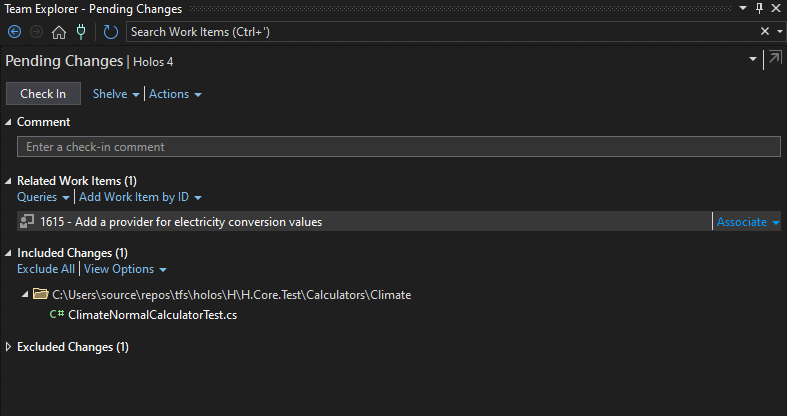 Team Explorer - Pending Changes
Search Work Items (Ctrl+')
Pending Changes | Holos 4
Check In Shelve Actions
Comment
Enter a check-in comment
Related Work Items (1)
Queries Add Work Item by ID
1615 - Add a provider for electricity conversion values Associate
Included Changes (1)
Exclude All View Options
C:\Users\source\repos\tfs\holos\H\H.Core.Test\Calculators\Climate
C# ClimateNormalCalculatorTest.cs
Excluded Changes (1)